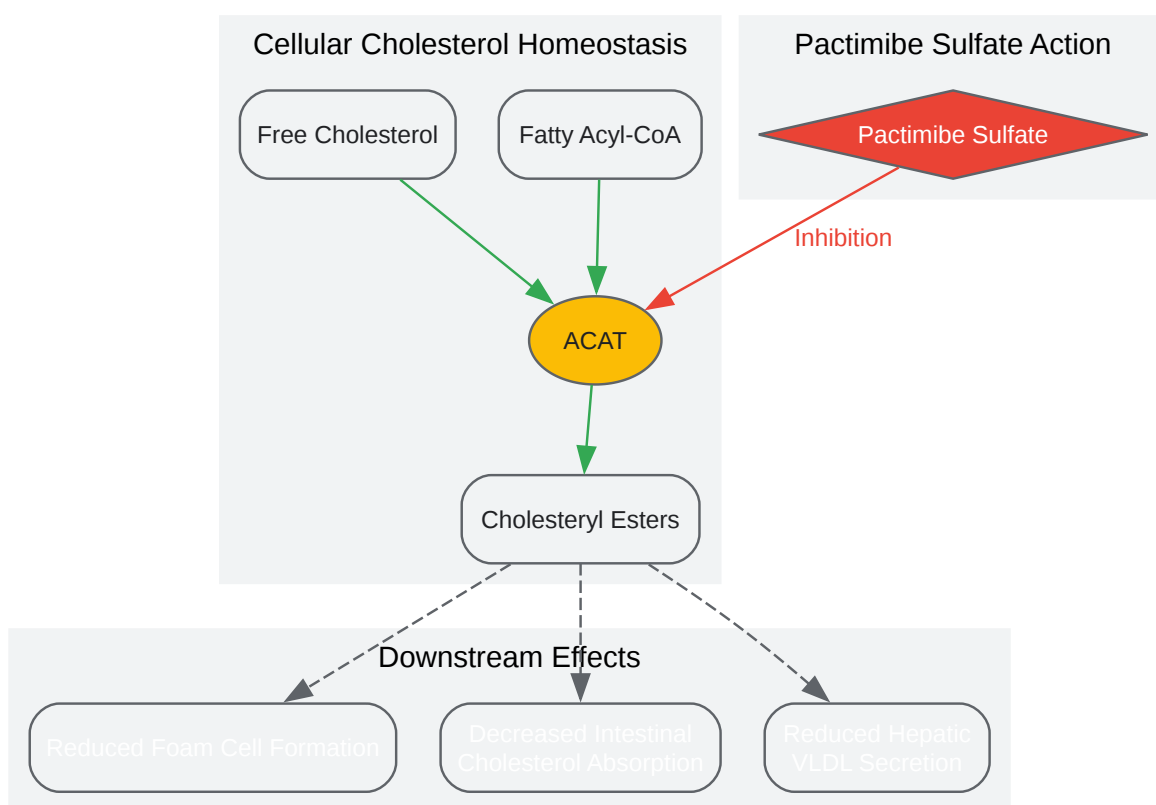 Cellular Cholesterol Homeostasis
Pactimibe Sulfate Action
Free Cholesterol
Fatty Acyl-CoA
Pactimibe Sulfate
Inhibition
ACAT
Cholesteryl Esters
Downstream Effects
Reduced Foam Cell Formation
Decreased Intestinal
Cholesterol Absorption
Reduced Hepatic
VLDL Secretion